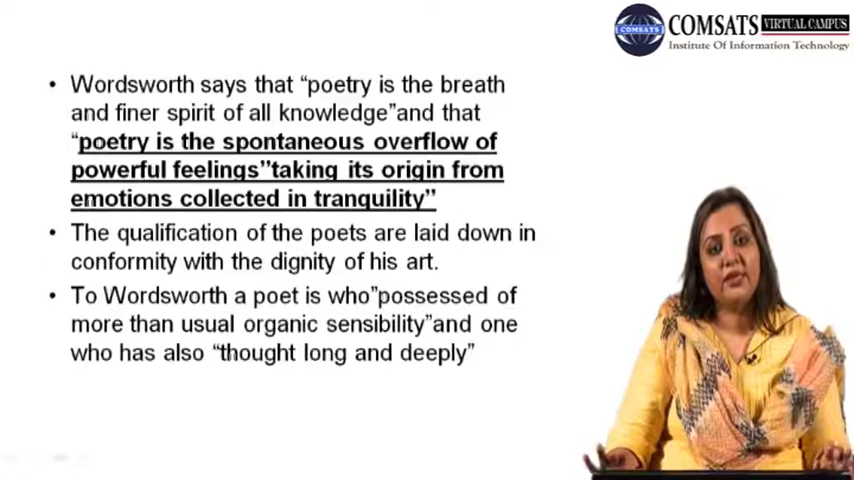 COMSATS VIRTUAL CAMPUS
COMSATS
Institute Of Information Technology
• Wordsworth says that “poetry is the breath
and finer spirit of all knowledge”and that
“poetry is the spontaneous overflow of
powerful feelings”taking its origin from
emotions collected in tranquility”
• The qualification of the poets are laid down in
conformity with the dignity of his art.
• To Wordsworth a poet is who”possessed of
more than usual organic sensibility”and one
who has also “thought long and deeply”